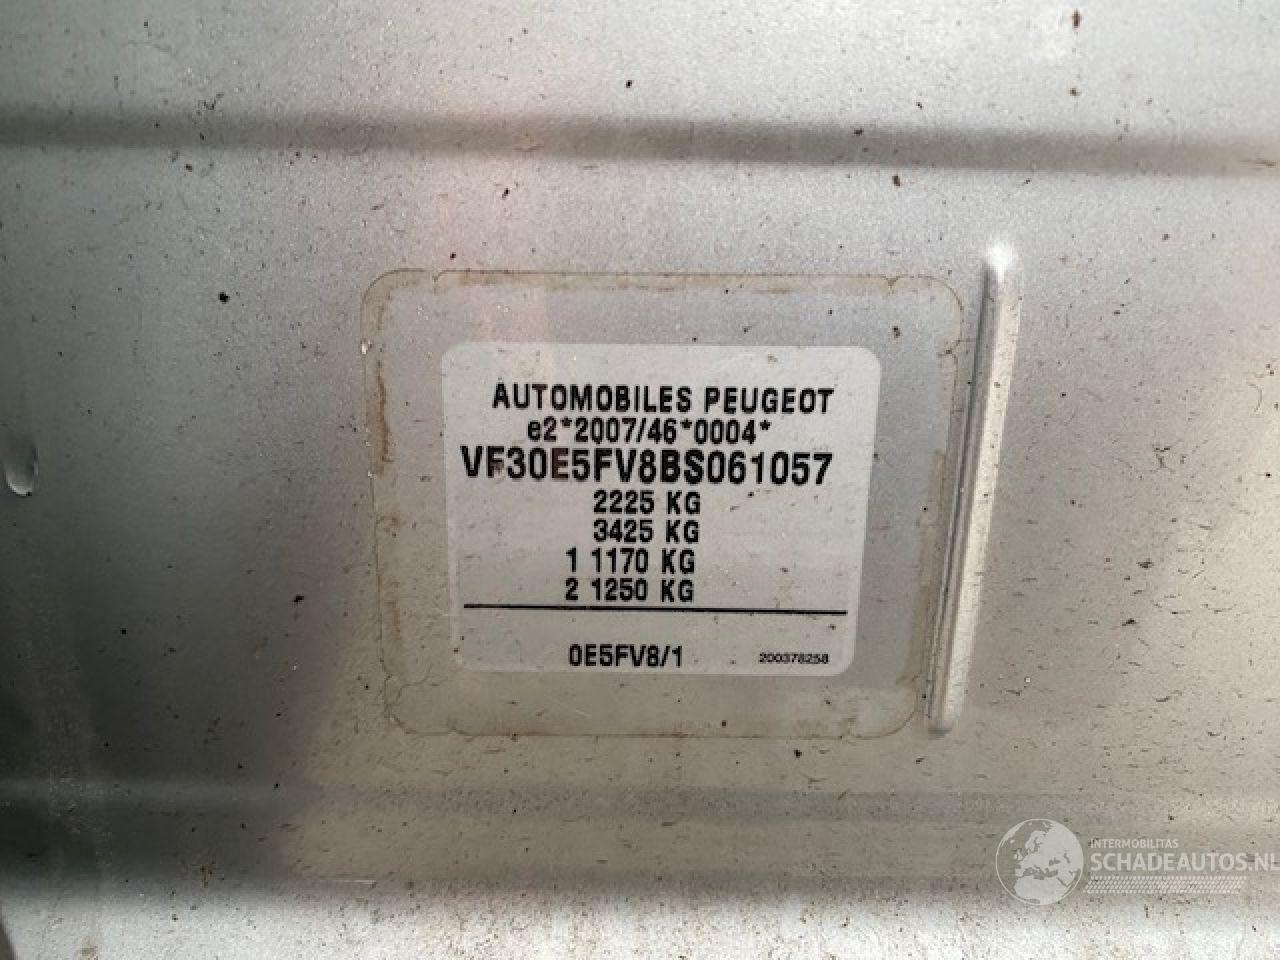 AUTOMOBILES PEUGEOT
e2*2007/46*0004*
VF30E5FV8BS061057
2225 KG
3425 KG
1 1170 KG
2 1250 KG
0E5FV8/1
200378258
INTERMOBILITAS
SCHADEAUTOS.NL